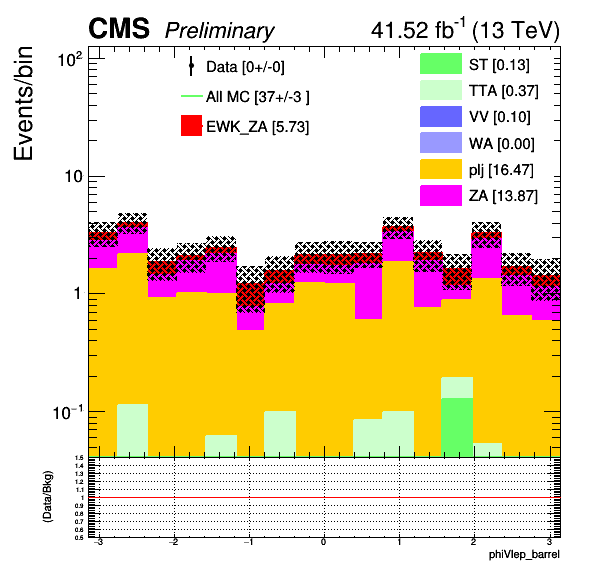 CMS Preliminary 41.52 fb⁻¹ (13 TeV)
Events/bin
10²
10
1
10⁻¹
Data [0+/-0]
All MC [37+/-3 ]
EWK_ZA [5.73]
ST [0.13]
TTA [0.37]
VV [0.10]
WA [0.00]
plj [16.47]
ZA [13.87]
(Data/Bkg)
1.5
1.4
1.3
1.2
1.1
1
0.9
0.8
0.7
0.6
0.5
−3 −2 −1 0 1 2 3
phiVlep_barrel